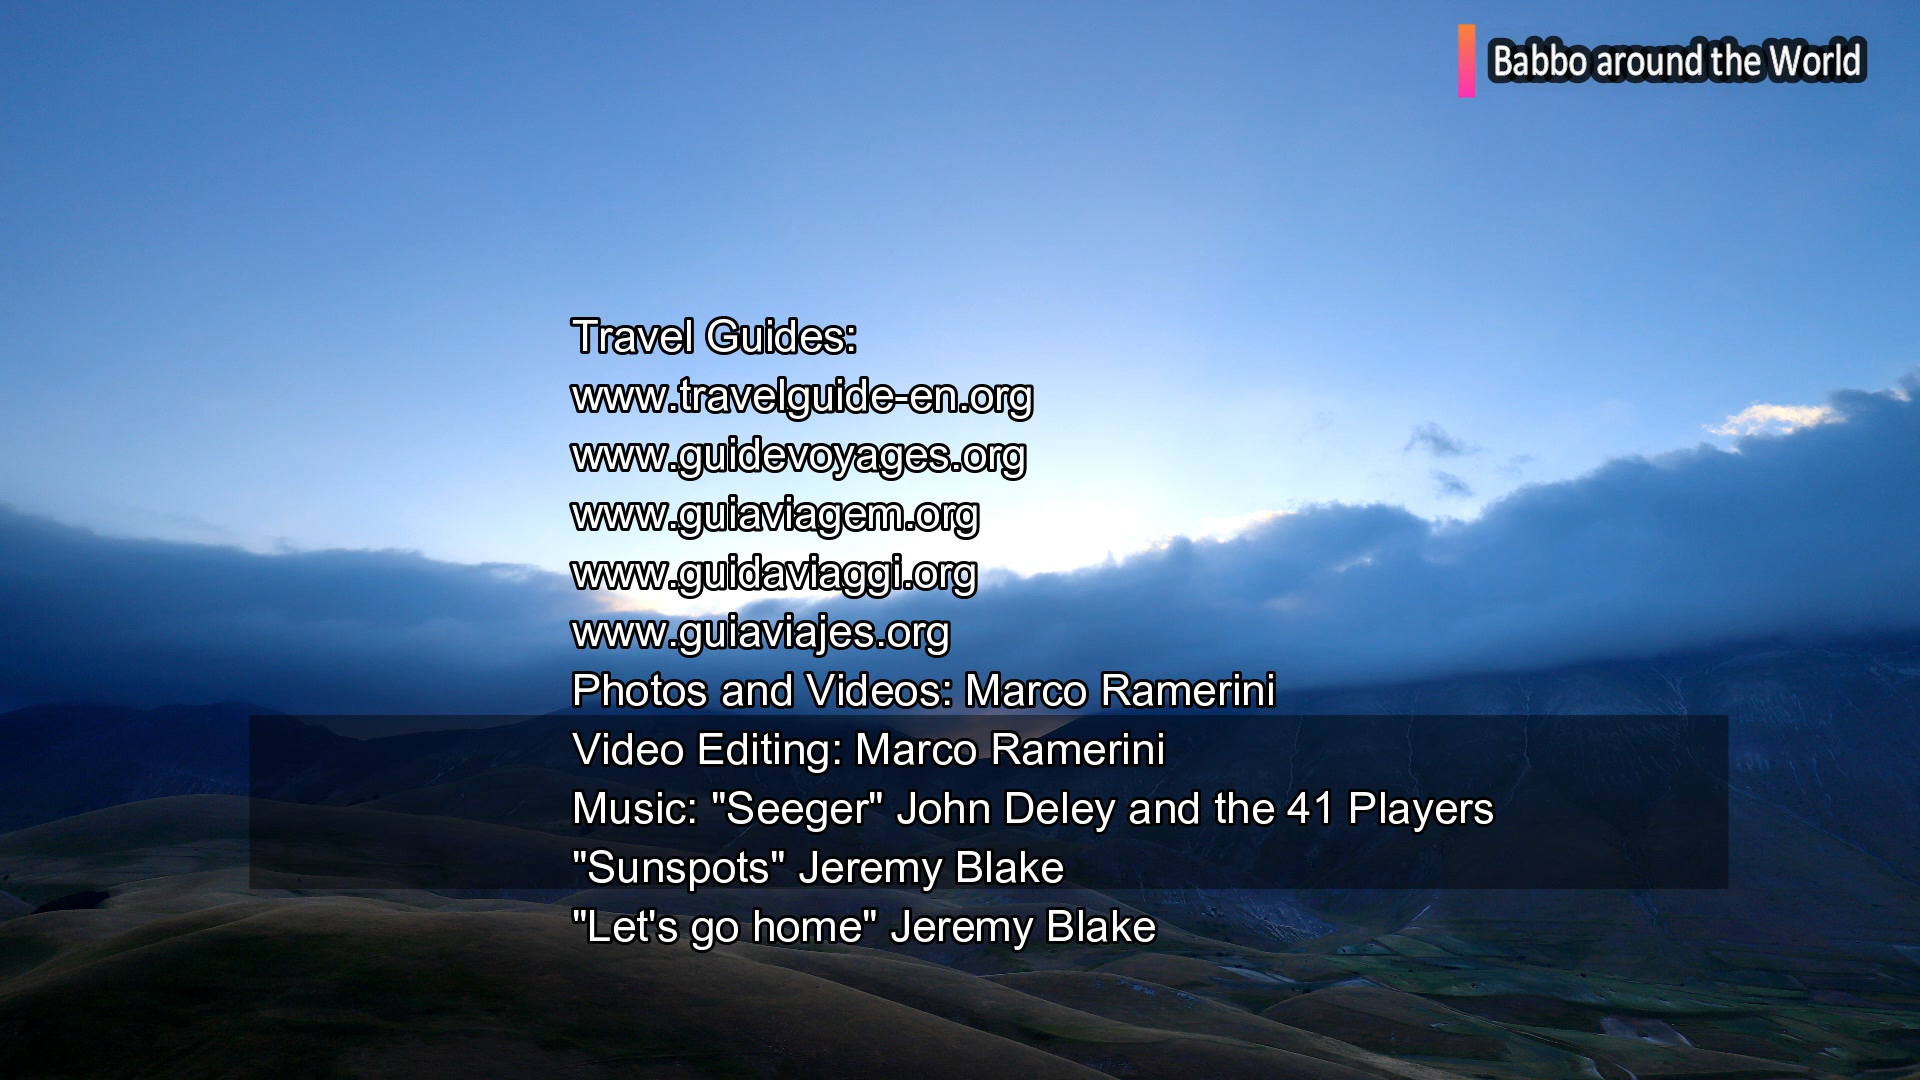 Babbo around the World
Travel Guides:
www.travelguide-en.org
www.guidevoyages.org
www.guiaviagem.org
www.guidaviaggi.org
www.guiaviajes.org
Photos and Videos: Marco Ramerini
Video Editing: Marco Ramerini
Music: "Seeger" John Deley and the 41 Players
"Sunspots" Jeremy Blake
"Let's go home" Jeremy Blake